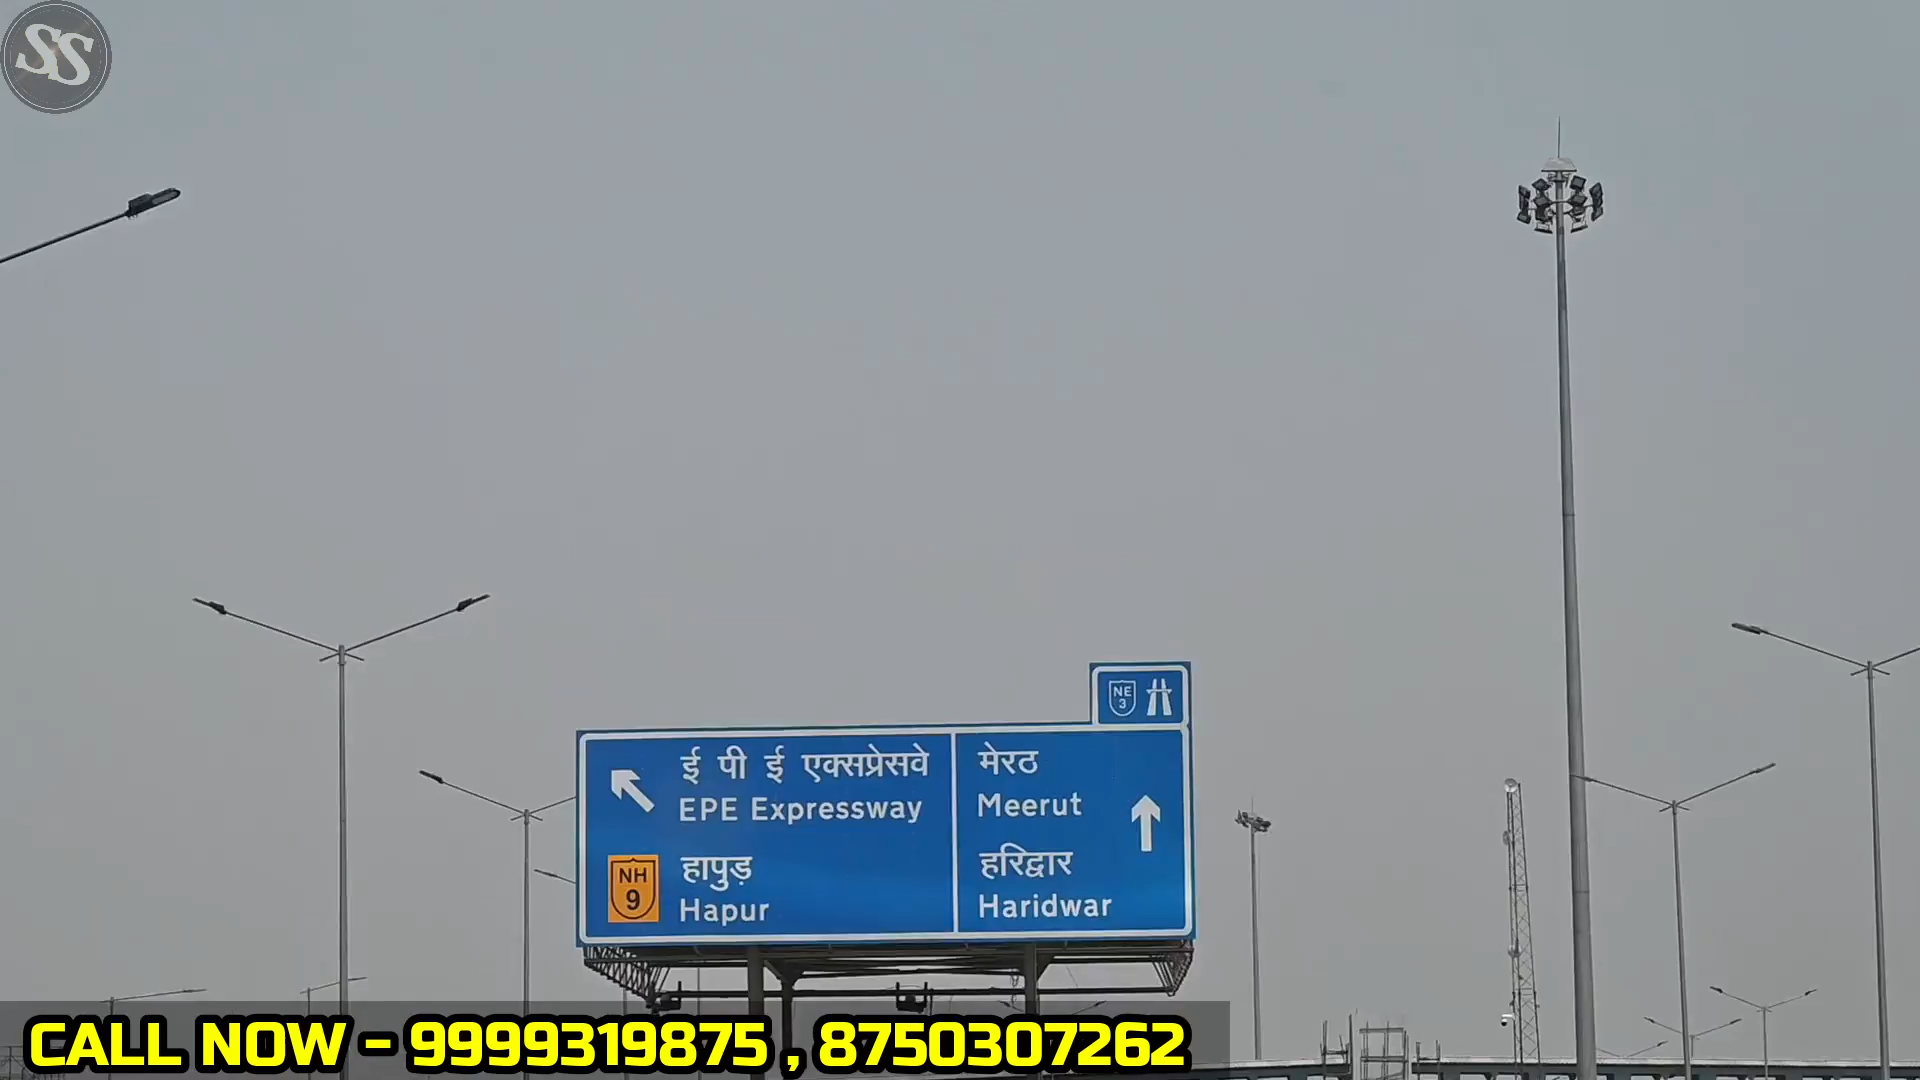 SS
NE
3
ई पी ई एक्सप्रेसवे
EPE Expressway
NH
9
हापुड़
Hapur
मेरठ
Meerut
हरिद्वार
Haridwar
CALL NOW - 9999319875 , 8750307262